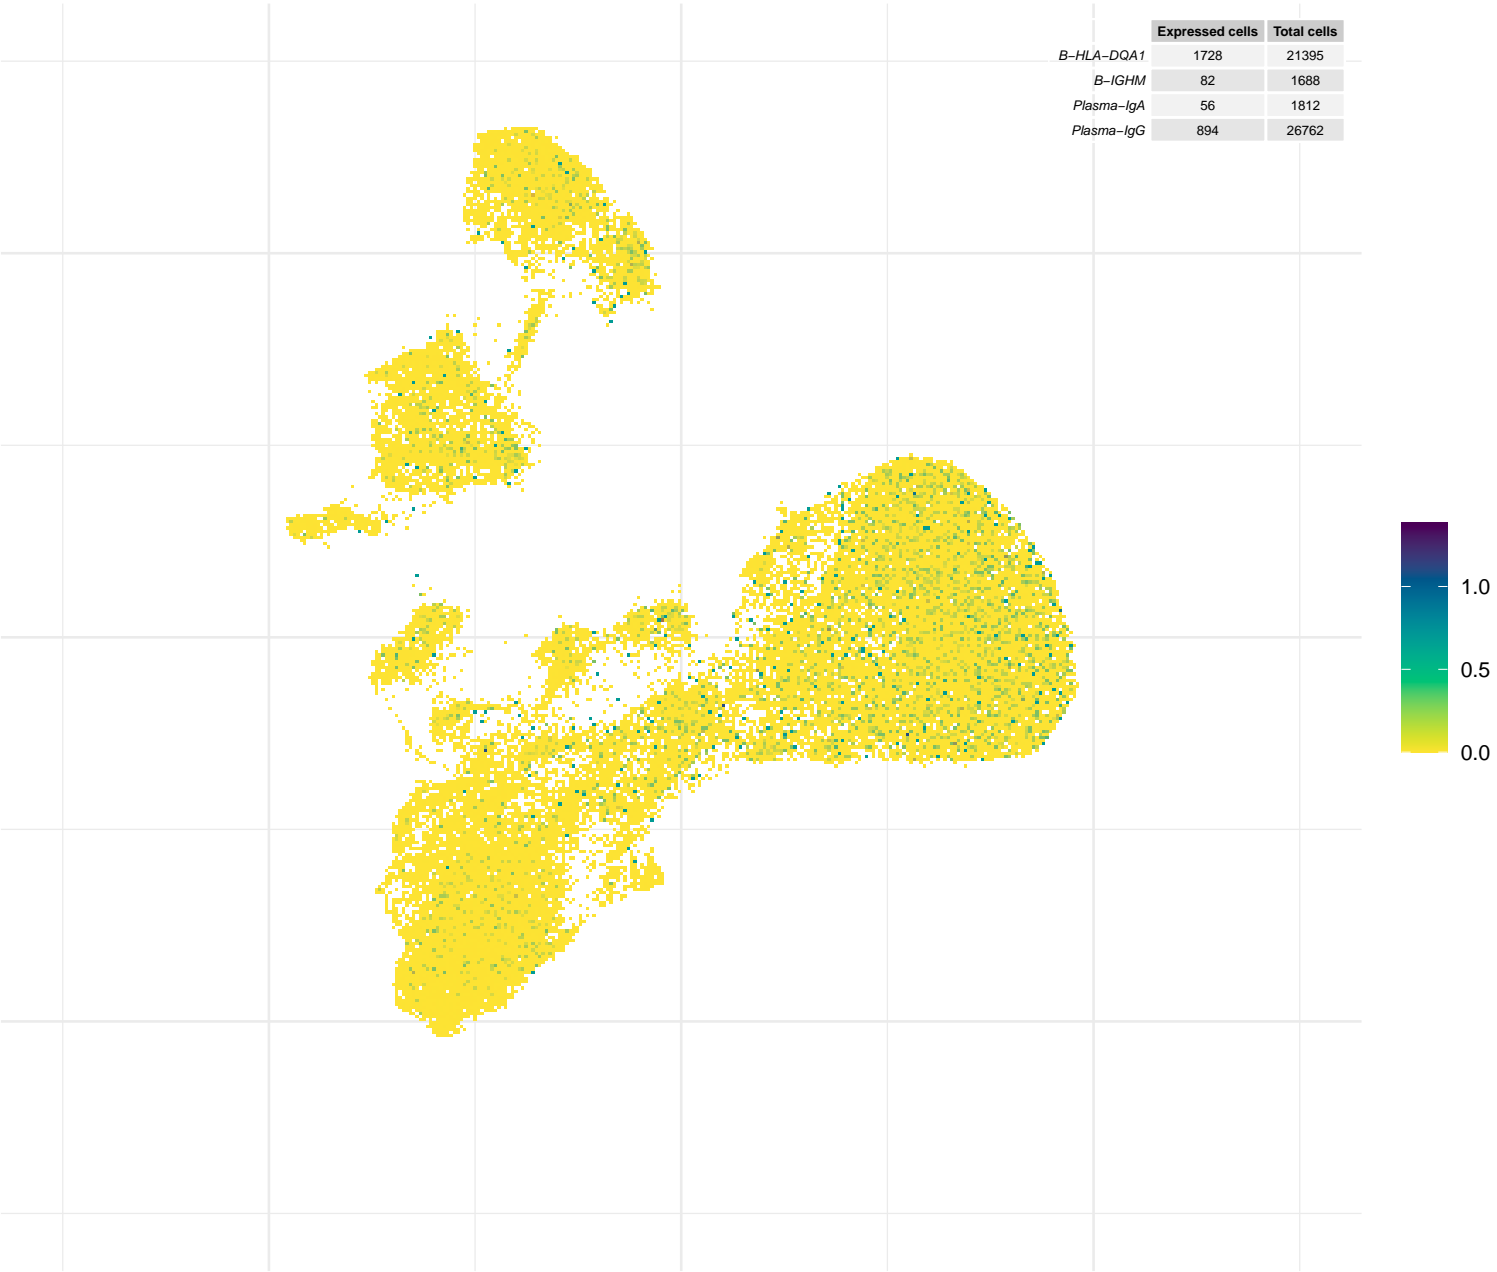 Expressed cells Total cells
B−HLA−DQA1 1728 21395
B−IGHM 82 1688
Plasma−IgA 56 1812
Plasma−IgG 894 26762
1.0
0.5
0.0